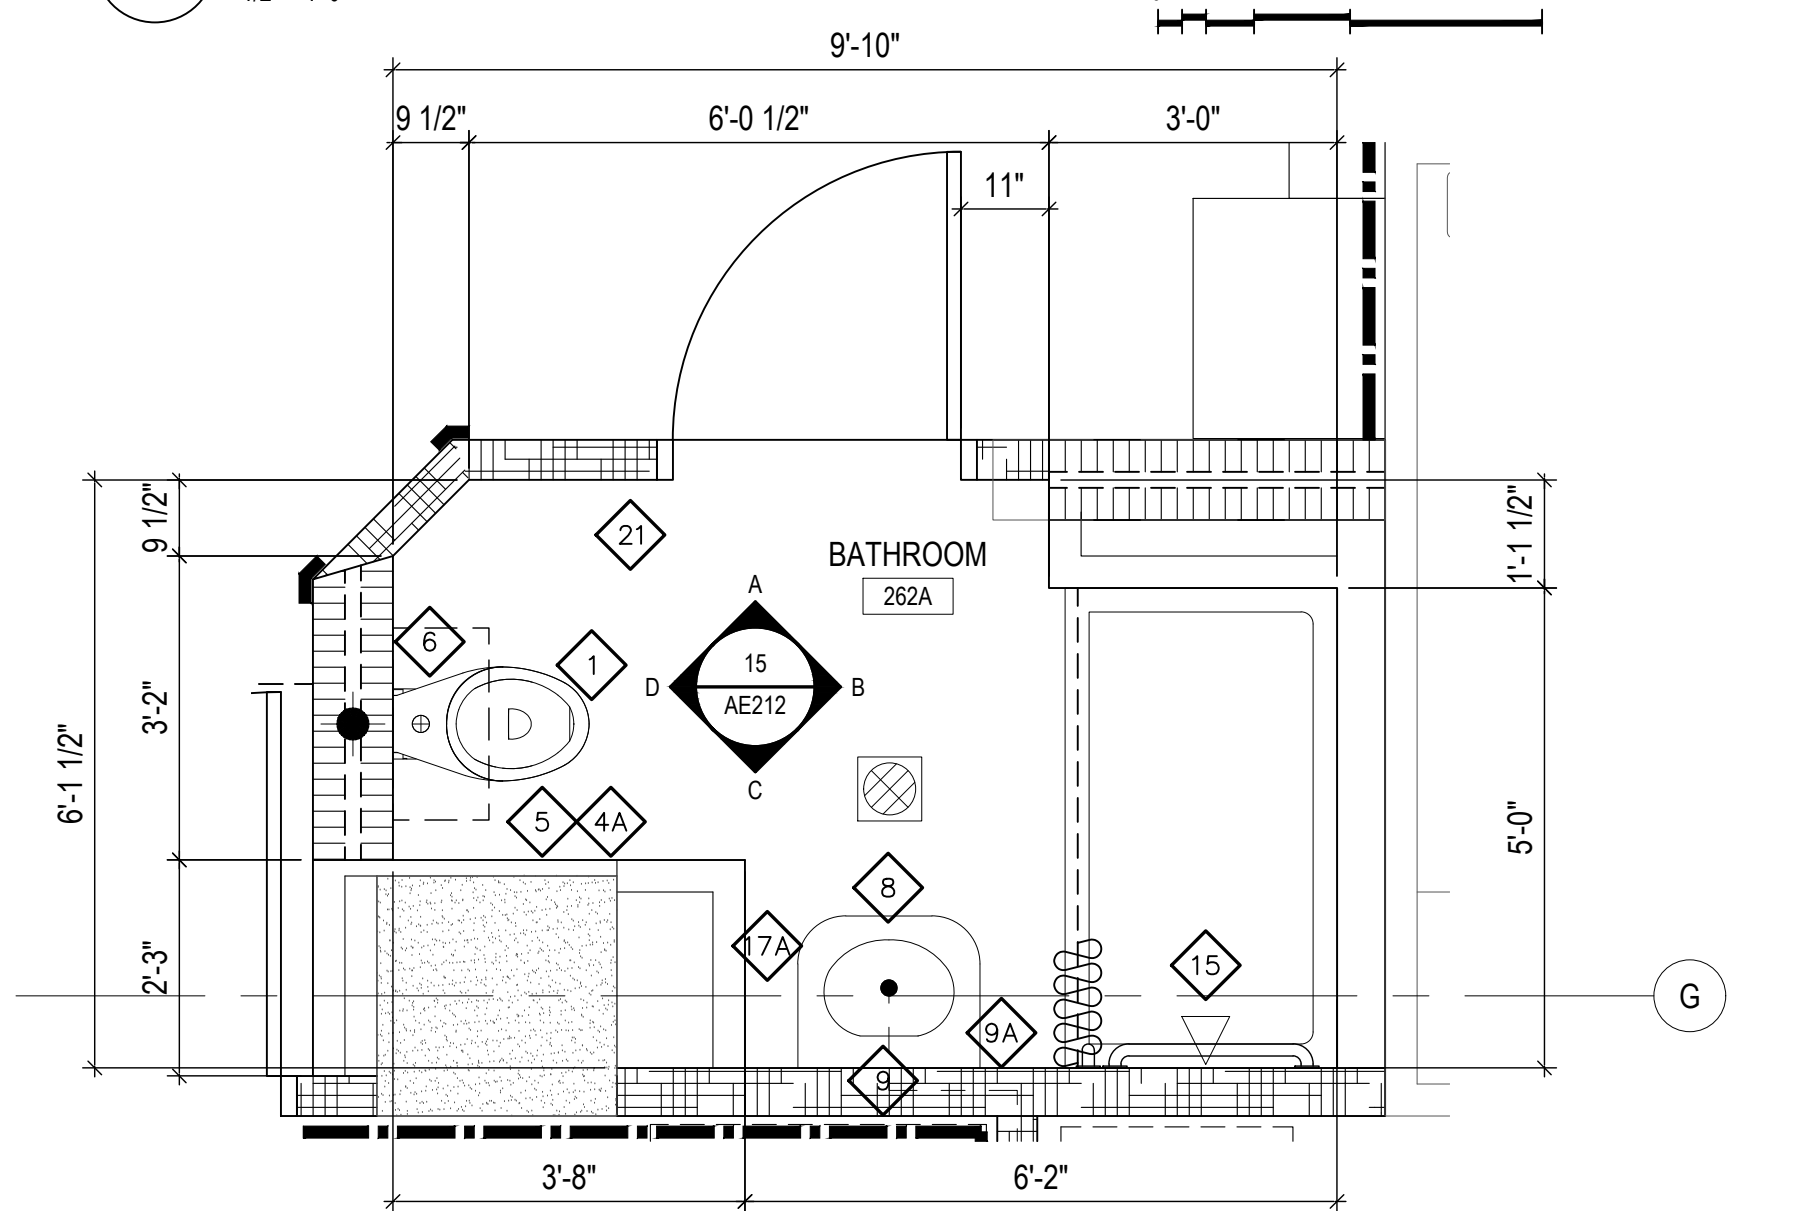 9'-10"
9 1/2"
6'-0 1/2"
3'-0"
11"
21
BATHROOM
262A
9 1/2"
1'-1 1/2"
A
6
1
15
D
B
AE212
3'-2"
6'-1 1/2"
C
5
4A
5'-0"
8
17A
15
2'-3"
G
9A
9
3'-8"
6'-2"